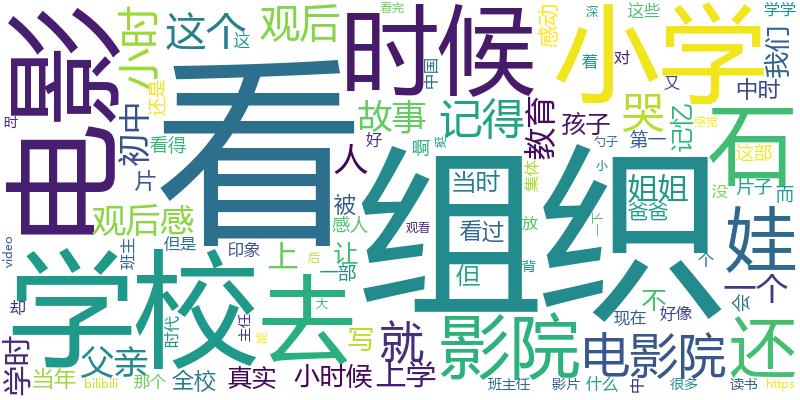 电影
小时
这个
这
观后
时候
看完
小学
感动
深
这些
学学
着
对
我们
中国
又
中时
还是
时
初中
片
看得
看
故事
记得
好
啊
挺
教育
孩子
哭
第一
记忆
感觉
石
这部
勺子
小
片子
没
而
人
集体
当时
姐姐
爸爸
组织
观后感
被
感人
观看
放
看过
十一
娃
video
班主
但是
印象
上
让
后
一部
但
背
个
一个
不
会
却
学校
去
时代
主任
大
能
写
就
影院
现在
好像
电影院
还
学时
父亲
当年
bilibili
那个
全校
真实
小时候
上学
班主任
影片
什么
中
很多
读书
https